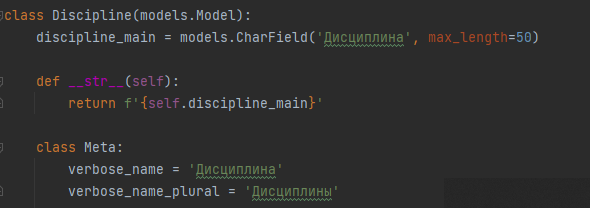 class Discipline(models.Model):
    discipline_main = models.CharField('Дисциплина', max_length=50)
    def __str__(self):
        return f'{self.discipline_main}'
    class Meta:
        verbose_name = 'Дисциплина'
        verbose_name_plural = 'Дисциплины'